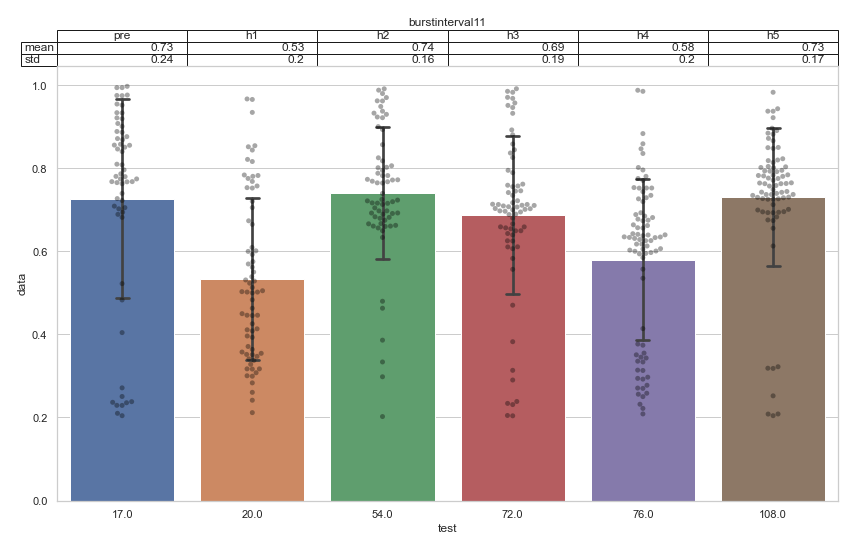 burstinterval11
pre h1 h2 h3 h4 h5
mean 0.73 0.53 0.74 0.69 0.58 0.73
std 0.24 0.2 0.16 0.19 0.2 0.17
1.0
0.8
0.6
0.4
0.2
0.0
data
17.0 20.0 54.0 72.0 76.0 108.0
test